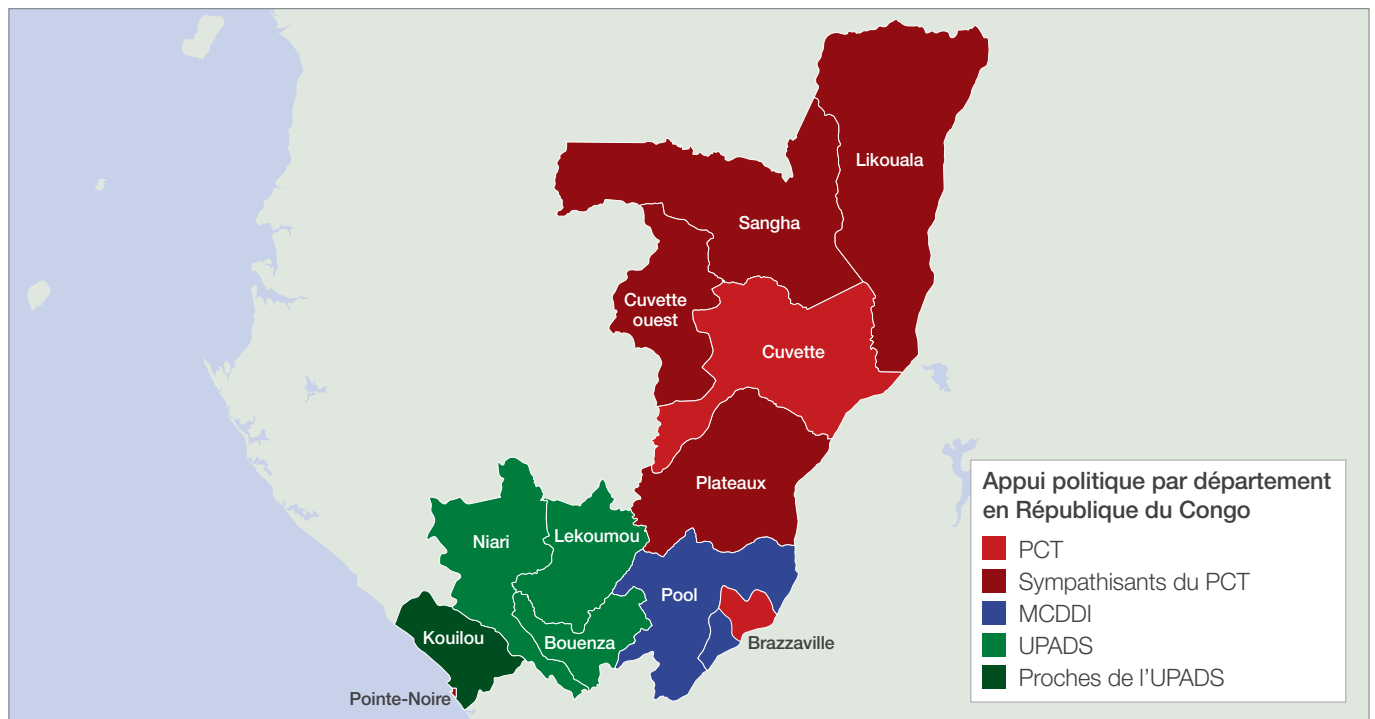 Likouala
Sangha
Cuvette
ouest
Cuvette
Plateaux
Niari
Lekoumou
Pool
Kouilou
Bouenza
Brazzaville
Pointe-Noire
Appui politique par département
en République du Congo
PCT
Sympathisants du PCT
MCDDI
UPADS
Proches de l'UPADS